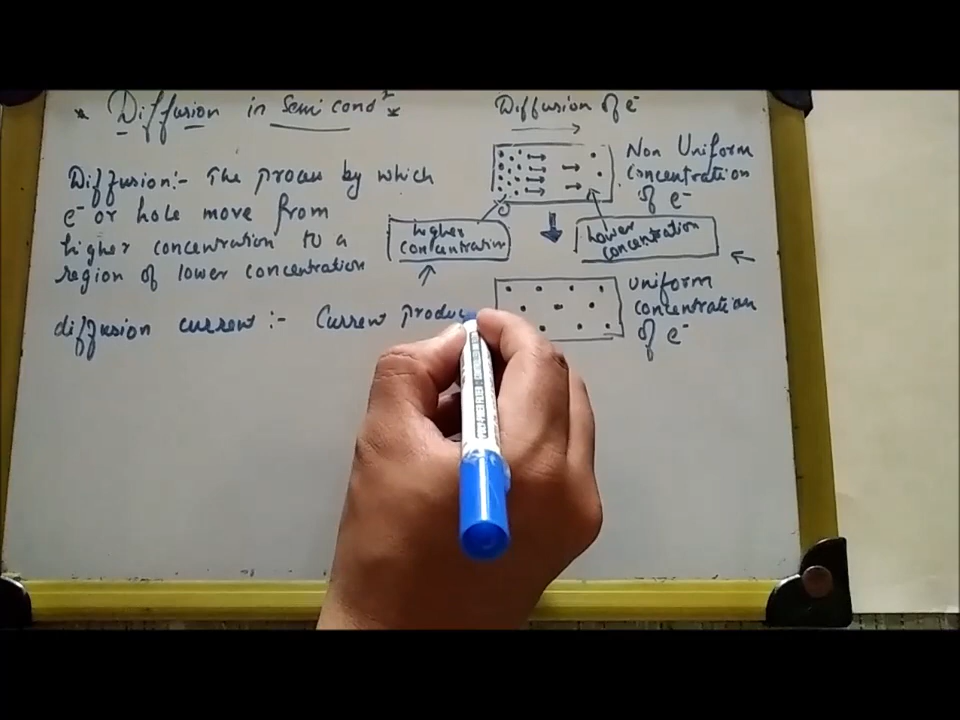 * Diffusion in Semi condr *
Diffusion:- The process by which
e- or hole move from
higher concentration to a
region of lower concentration
diffusion current :- Current produ
Diffusion of e-
Non Uniform
concentration
of e-
higher
concentration
lower
concentration
uniform
concentration
of e-